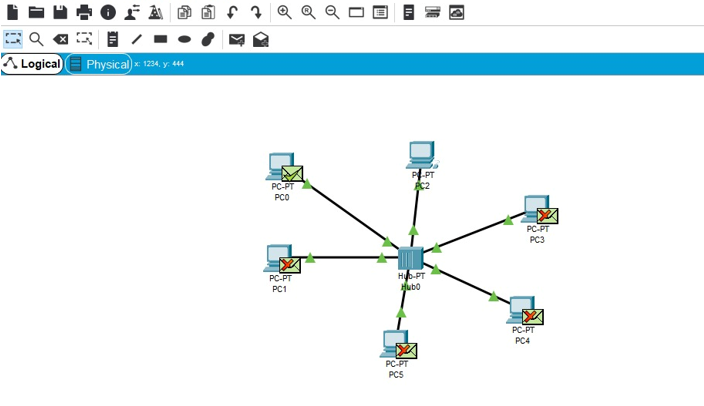 Logical
Physical
x: 1234, y: 444
PC-PT
PC0
PC-PT
PC2
PC-PT
PC3
PC-PT
PC1
Hub-PT
Hub0
PC-PT
PC4
PC-PT
PC5